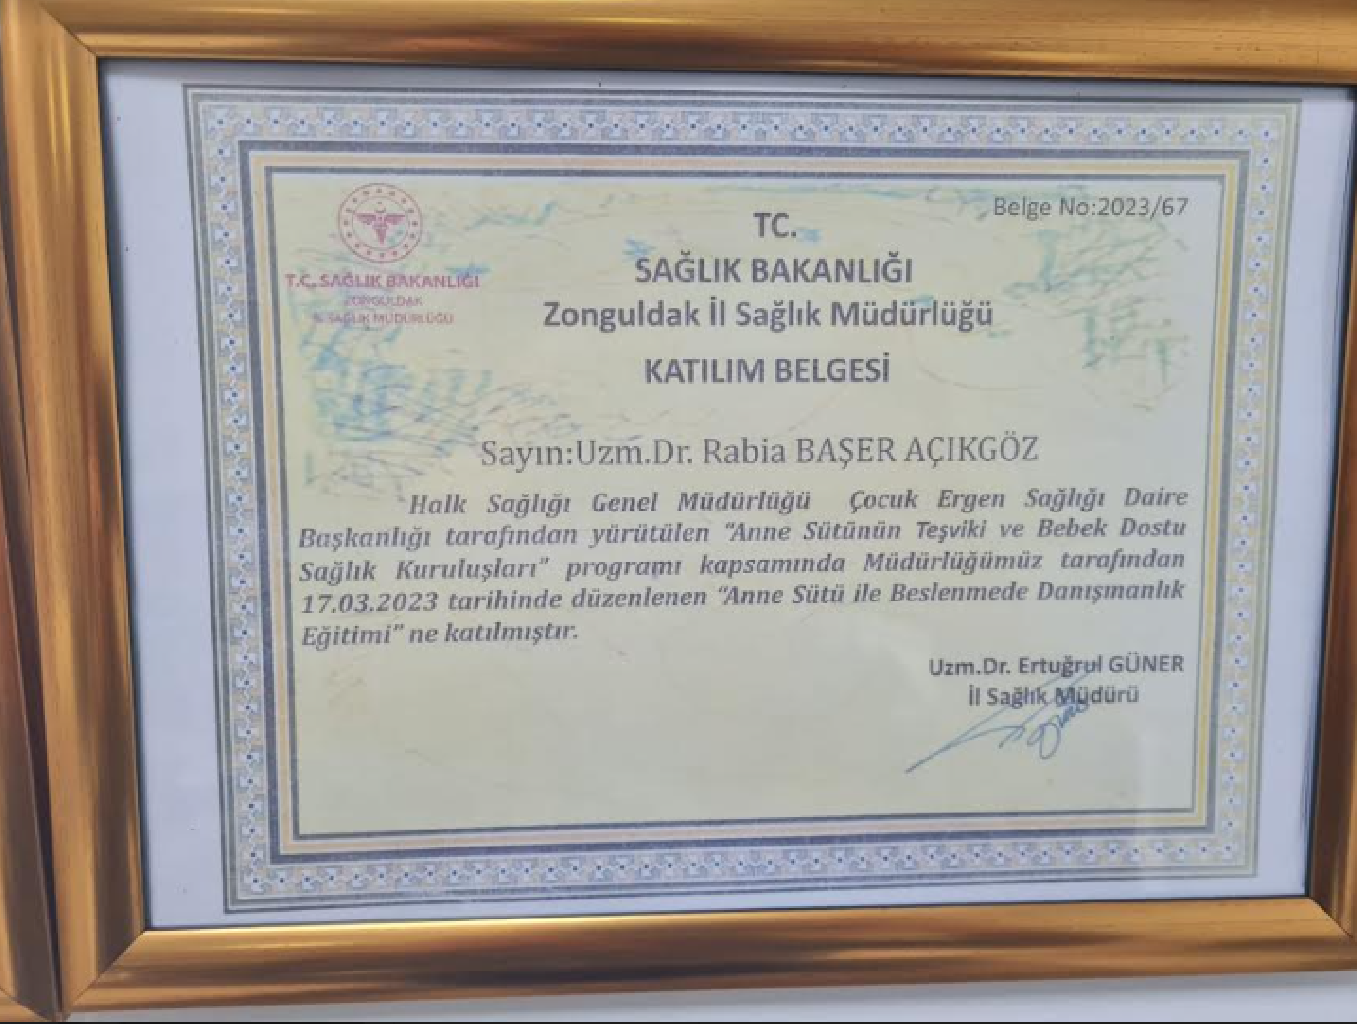 T.C. SAĞLIK BAKANLIĞI
ZONGULDAK
İL SAĞLIK MÜDÜRLÜĞÜ
Belge No:2023/67
TC.
SAĞLIK BAKANLIĞI
Zonguldak İl Sağlık Müdürlüğü
KATILIM BELGESİ
Sayın:Uzm.Dr. Rabia BAŞER AÇIKGÖZ
Halk Sağlığı Genel Müdürlüğü Çocuk Ergen Sağlığı Daire
Başkanlığı tarafından yürütülen “Anne Sütünün Teşviki ve Bebek Dostu
Sağlık Kuruluşları” programı kapsamında Müdürlüğümüz tarafından
17.03.2023 tarihinde düzenlenen “Anne Sütü ile Beslenmede Danışmanlık
Eğitimi” ne katılmıştır.
Uzm.Dr. Ertuğrul GÜNER
İl Sağlık Müdürü